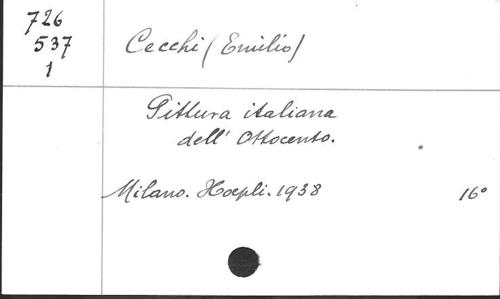 726
537
1
Cecchi (Emilio)
Pittura italiana
dell' Ottocento.
Milano. Hoepli. 1938 16°